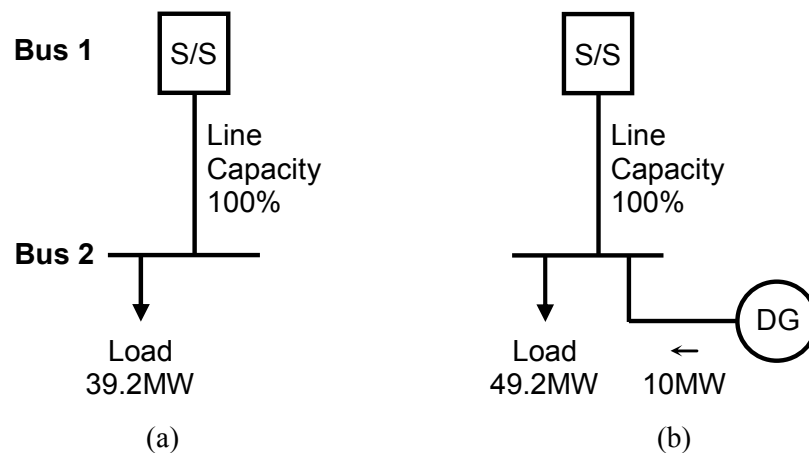 Bus 1
S/S
Line
Capacity
100%
Bus 2
Load
39.2MW
(a)
S/S
Line
Capacity
100%
DG
Load
49.2MW
10MW
(b)